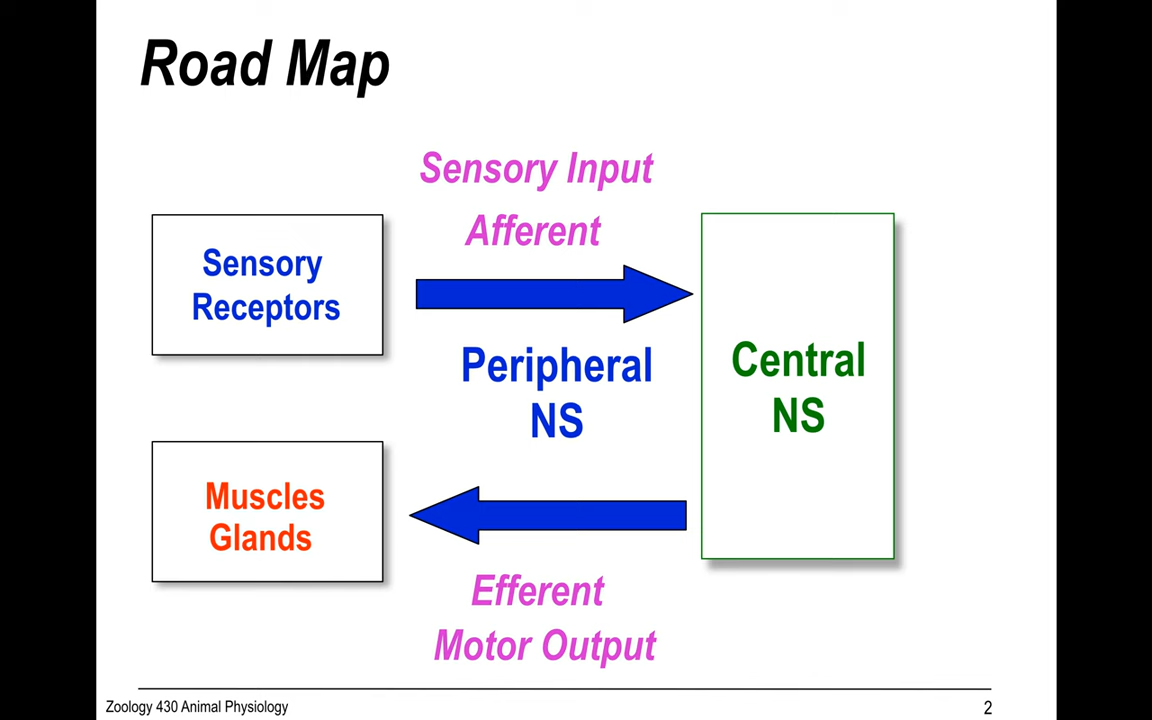 Road Map
Sensory Input
Afferent
Sensory
Receptors
Peripheral
NS
Central
NS
Muscles
Glands
Efferent
Motor Output
Zoology 430 Animal Physiology
2